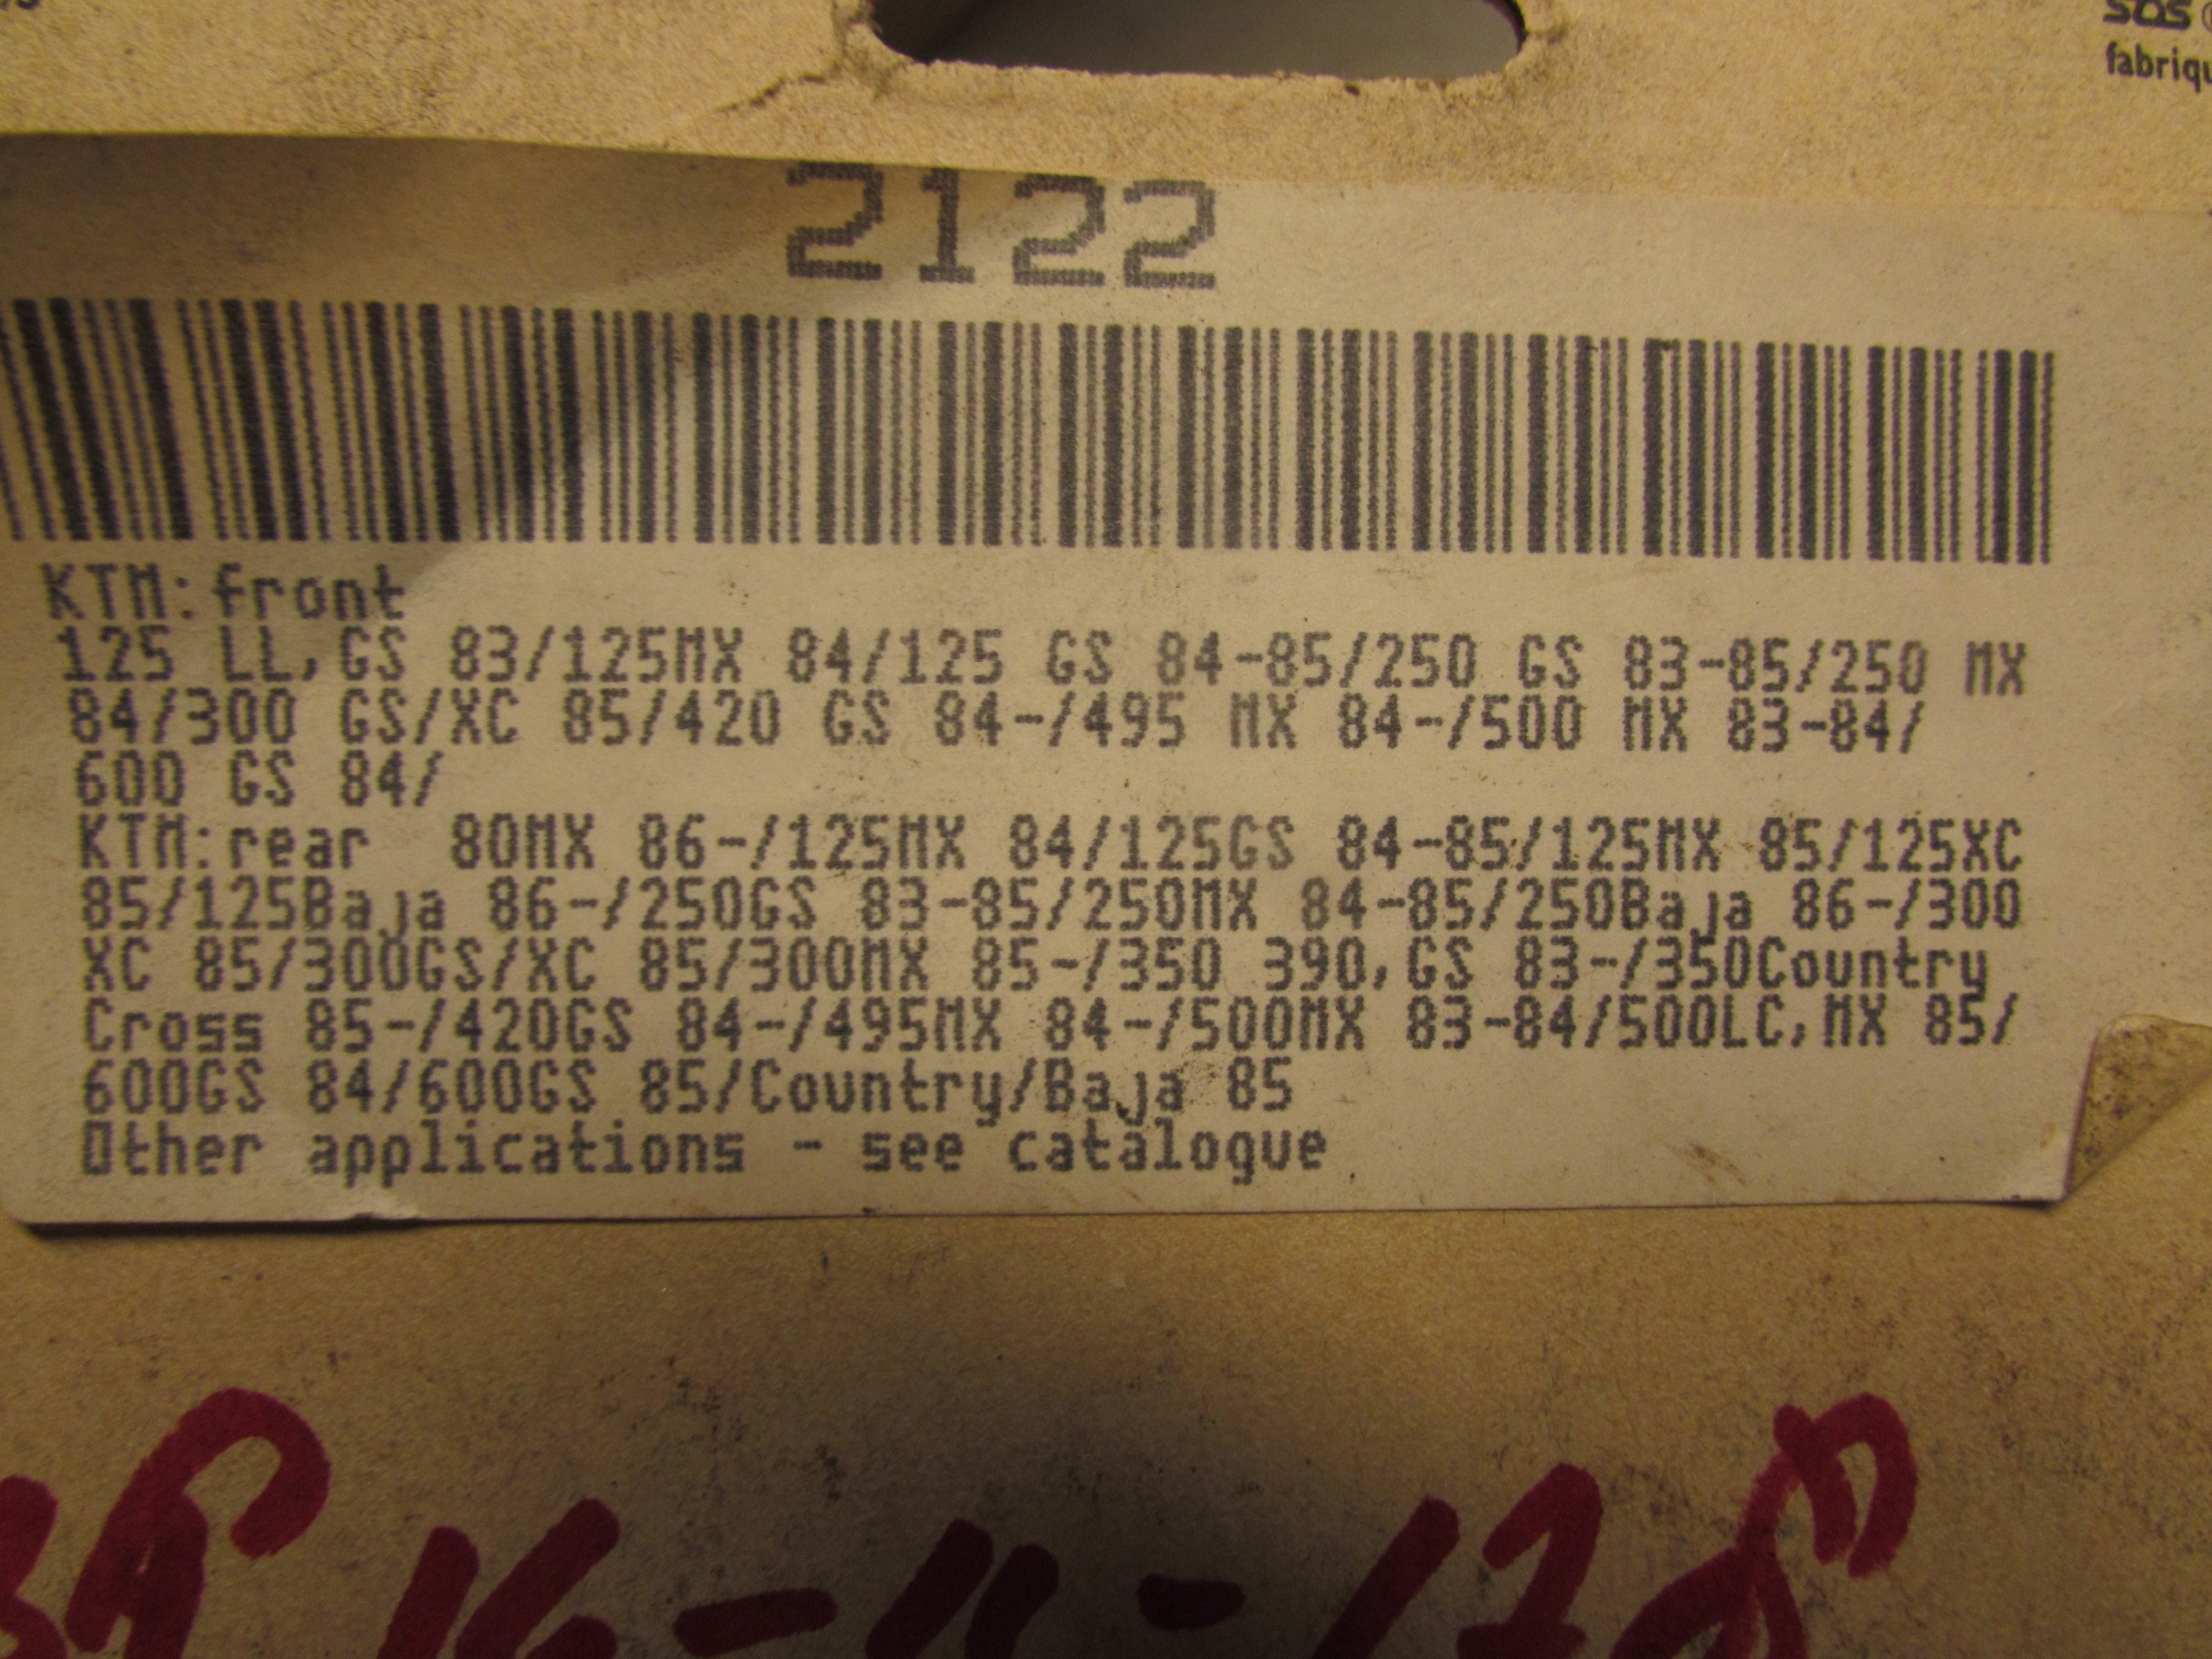 fabriqu
2122
KTM:front
125 LL,GS 83/125MX 84/125 GS 84-85/250 GS 83-85/250 MX
84/300 GS/XC 85/420 GS 84-/495 MX 84-/500 MX 83-84/
600 GS 84/
KTM:rear 80MX 86-/125MX 84/125GS 84-85/125MX 85/125XC
85/125Baja 86-/250GS 83-85/250MX 84-85/250Baja 86-/300
XC 85/300GS/XC 85/300MX 85-/350 390,GS 83-/350Country
Cross 85-/420GS 84-/495MX 84-/500MX 83-84/500LC,MX 85/
600GS 84/600GS 85/Country/Baja 85
Other applications - see catalogue